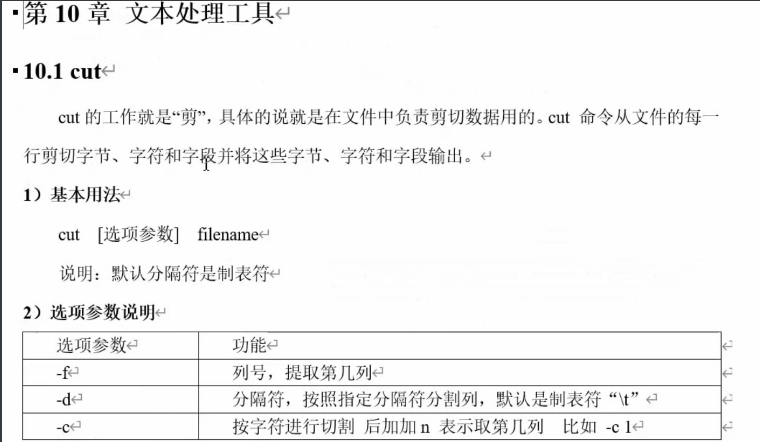 第 10 章 文本处理工具
10.1 cut
cut 的工作就是“剪”，具体的说就是在文件中负责剪切数据用的。cut 命令从文件的每一
行剪切字节、字符和字段并将这些字节、字符和字段输出。
1）基本用法
cut [选项参数] filename
说明：默认分隔符是制表符
2）选项参数说明
选项参数 功能
-f 列号，提取第几列
-d 分隔符，按照指定分隔符分割列，默认是制表符“\t”
-c 按字符进行切割 后加加 n 表示取第几列 比如 -c 1